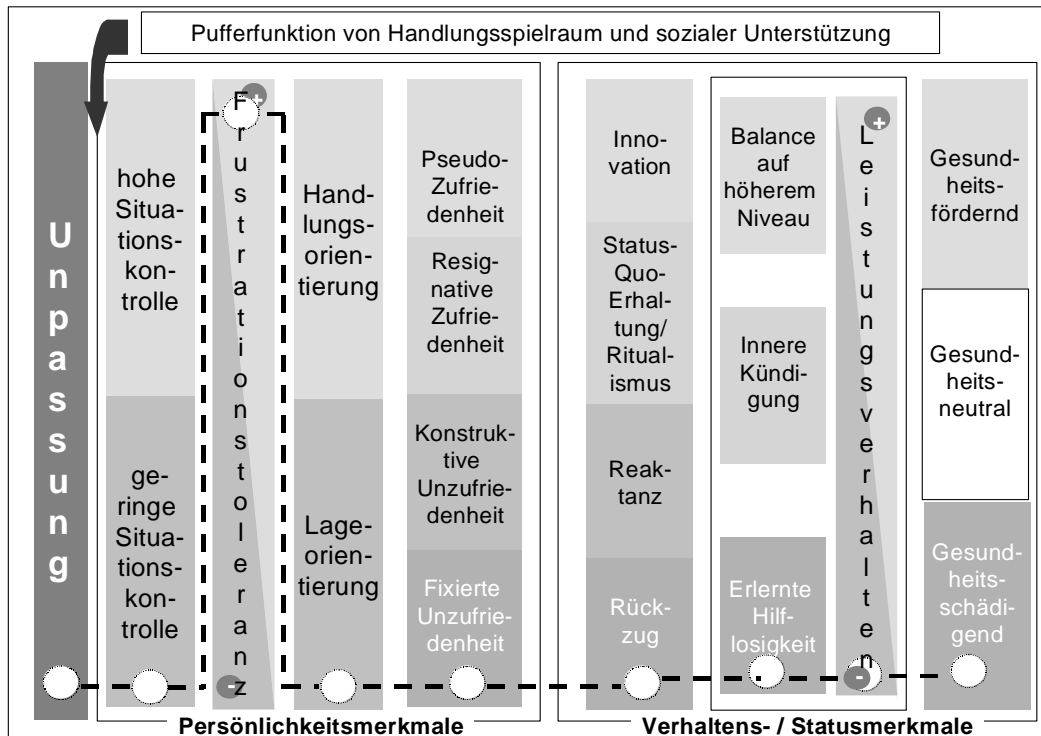 Pufferfunktion von Handlungsspielraum und sozialer Unterstützung
Unpassung
hohe
Situa-
tions-
kon-
trolle
ge-
ringe
Situa-
tions-
kon-
trolle
+
Frustrationstoleranz
-
Hand-
lungs-
orien-
tierung
Lage-
orien-
tierung
Pseudo-
Zufrie-
denheit
Resig-
native
Zufrie-
denheit
Konstruk-
tive
Unzufrie-
denheit
Fixierte
Unzufrie-
denheit
Inno-
vation
Status-
Quo-
Erhal-
tung/
Ritual-
ismus
Reak-
tanz
Rück-
zug
Balance
auf
höherem
Niveau
Innere
Kündi-
gung
Erlernte
Hilf-
losigkeit
+
Leistungsverhalten
-
Gesund-
heits-
fördernd
Gesund-
heits-
neutral
Gesund-
heits-
schädi-
gend
Persönlichkeitsmerkmale
Verhaltens- / Statusmerkmale